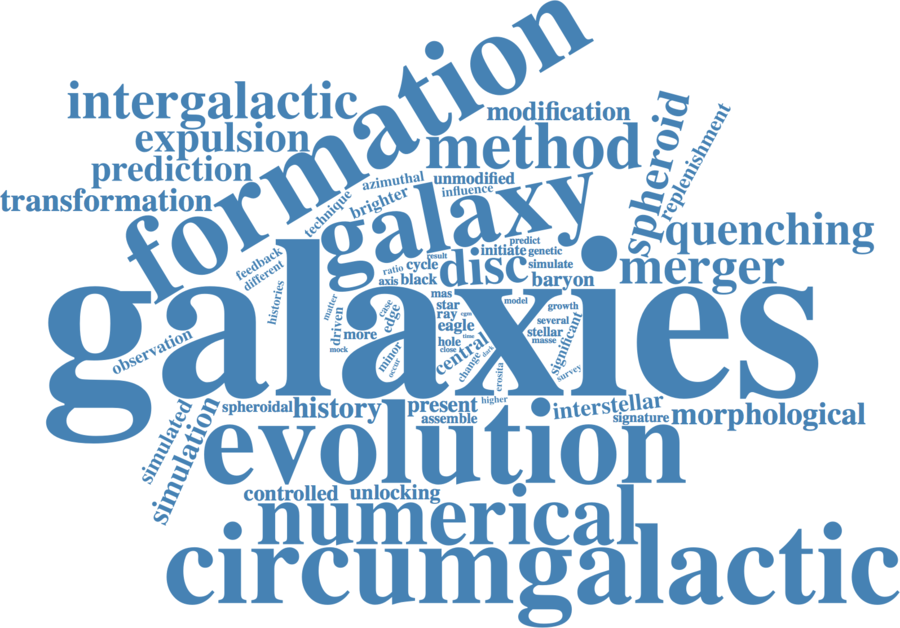 formation
intergalactic
modification
expulsion
method
spheroid
replenishment
prediction
transformation
azimuthal
unmodified
technique
brighter
influence
galaxy
quenching
predict
initiate
genetic
result
feedback
different
ratio
cycle
disc
simulate
merger
axis
black
baryon
galaxies
histories
matter
mas
model
case
edge
star
growth
driven
more
ray
egm
eagle
several
stellar
significant
time
hole
masse
mock
close
central
minor
occur
change
dark
erosita
survey
observation
higher
simulated
simulation
spheroidal
history
present
assemble
interstellar
signature
morphological
evolution
controlled
unlocking
numerical
circumgalactic